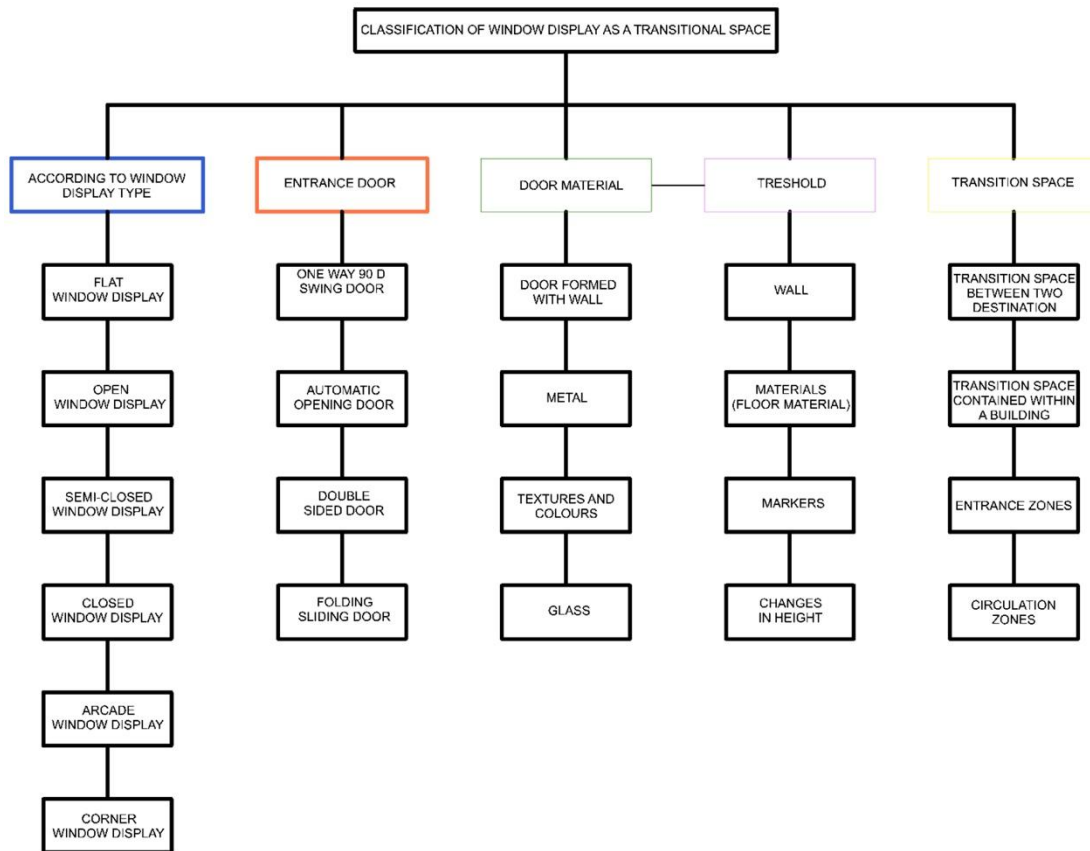 CLASSIFICATION OF WINDOW DISPLAY AS A TRANSITIONAL SPACE
ACCORDING TO WINDOW
DISPLAY TYPE
FLAT
WINDOW DISPLAY
OPEN
WINDOW DISPLAY
SEMI-CLOSED
WINDOW DISPLAY
CLOSED
WINDOW DISPLAY
ARCADE
WINDOW DISPLAY
CORNER
WINDOW DISPLAY
ENTRANCE DOOR
ONE WAY 90 D
SWING DOOR
AUTOMATIC
OPENING DOOR
DOUBLE
SIDED DOOR
FOLDING
SLIDING DOOR
DOOR MATERIAL
DOOR FORMED
WITH WALL
METAL
TEXTURES AND
COLOURS
GLASS
TRESHOLD
WALL
MATERIALS
(FLOOR MATERIAL)
MARKERS
CHANGES
IN HEIGHT
TRANSITION SPACE
TRANSITION SPACE
BETWEEN TWO
DESTINATION
TRANSITION SPACE
CONTAINED WITHIN
A BUILDING
ENTRANCE ZONES
CIRCULATION
ZONES